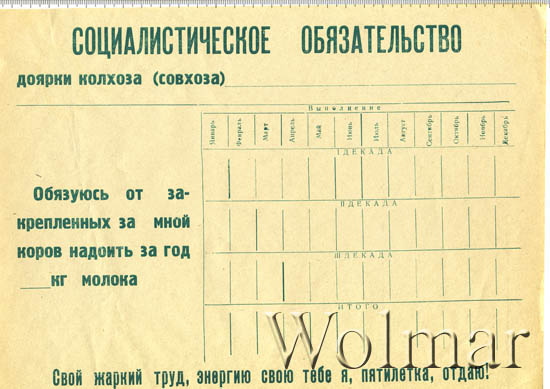 СОЦИАЛИСТИЧЕСКОЕ ОБЯЗАТЕЛЬСТВО
доярки колхоза (совхоза)
Выполнение
Январь Февраль Март Апрель Май Июнь Июль Август Сентябрь Октябрь Ноябрь Декабрь
I ДЕКАДА
Обязуюсь от за-
крепленных за мной
коров надоить за год
___кг молока
II ДЕКАДА
III ДЕКАДА
ИТОГО
Wolmar
Свой жаркий труд, энергию свою тебе я, пятилетка, отдаю!